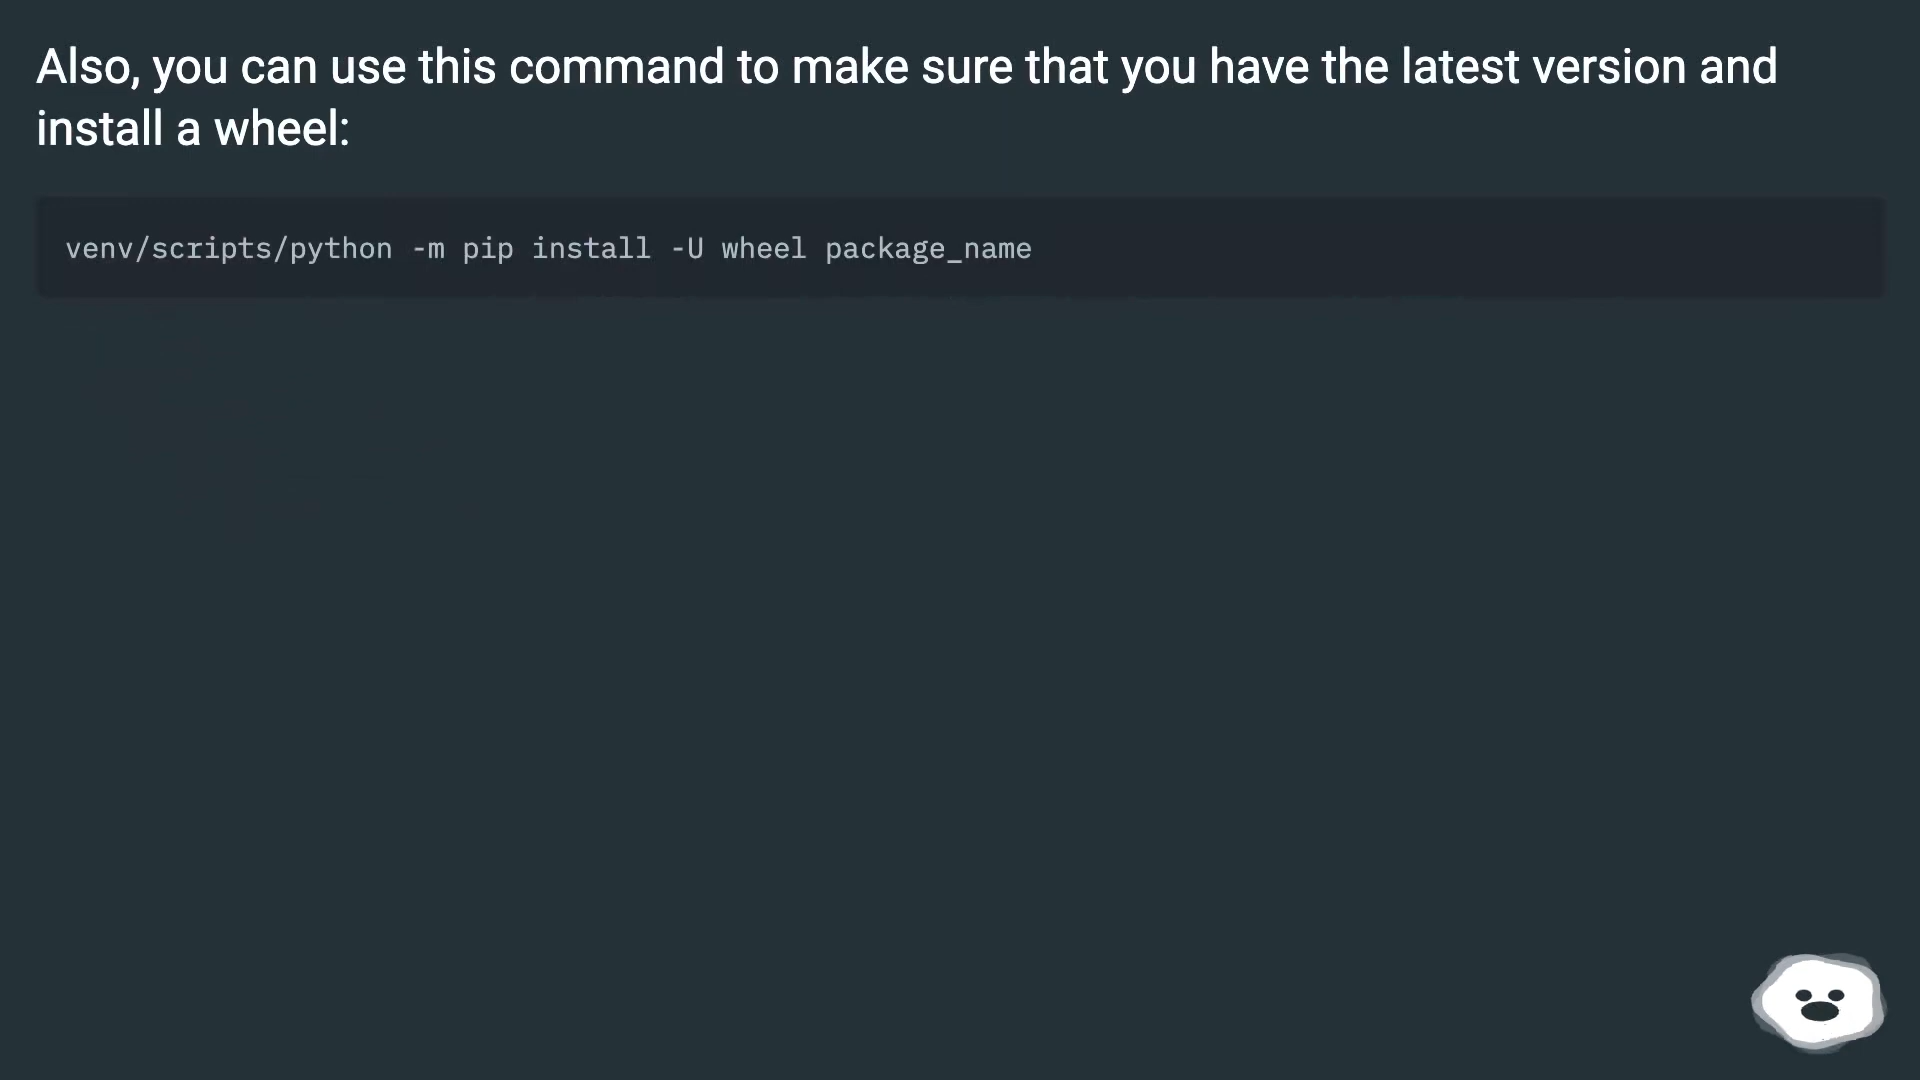 Also, you can use this command to make sure that you have the latest version and
install a wheel:
venv/scripts/python -m pip install -U wheel package_name